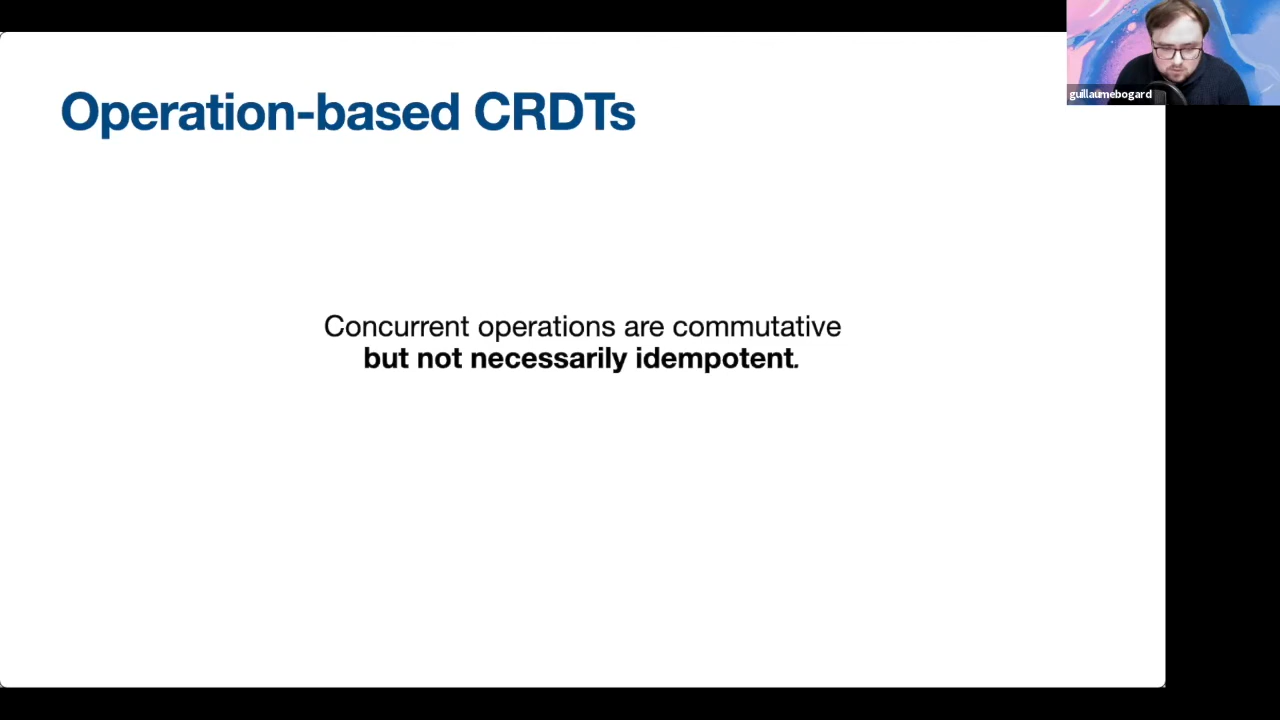 Operation-based CRDTs
Concurrent operations are commutative
but not necessarily idempotent.
guillaumebogard